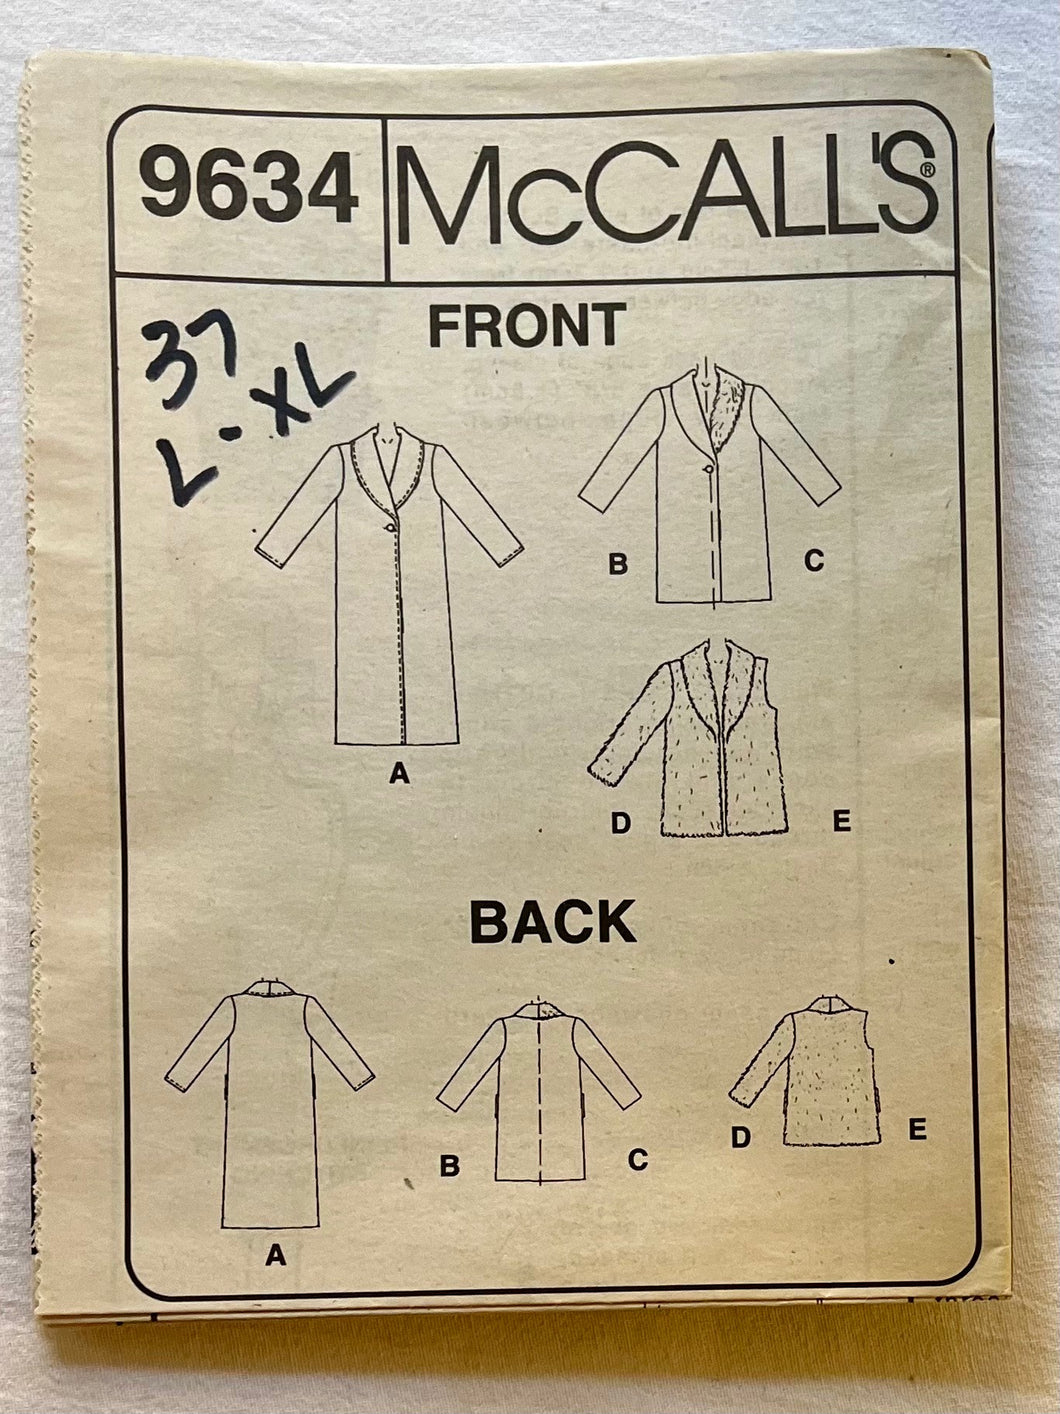 9634 McCALL'S®
FRONT
37
L-XL
B C
A
D E
BACK
B C
D E
A